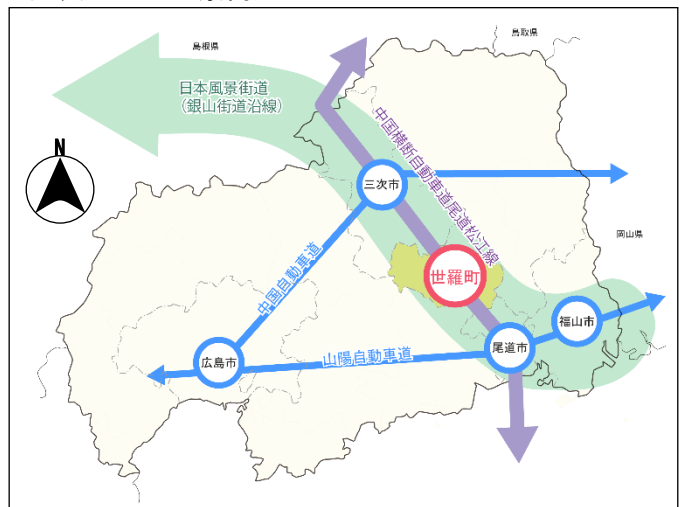 鳥取県
島根県
日本風景街道
（銀山街道沿線）
中国横断自動車道尾道松江線
N
三次市
岡山県
世羅町
中国自動車道
福山市
尾道市
広島市
山陽自動車道